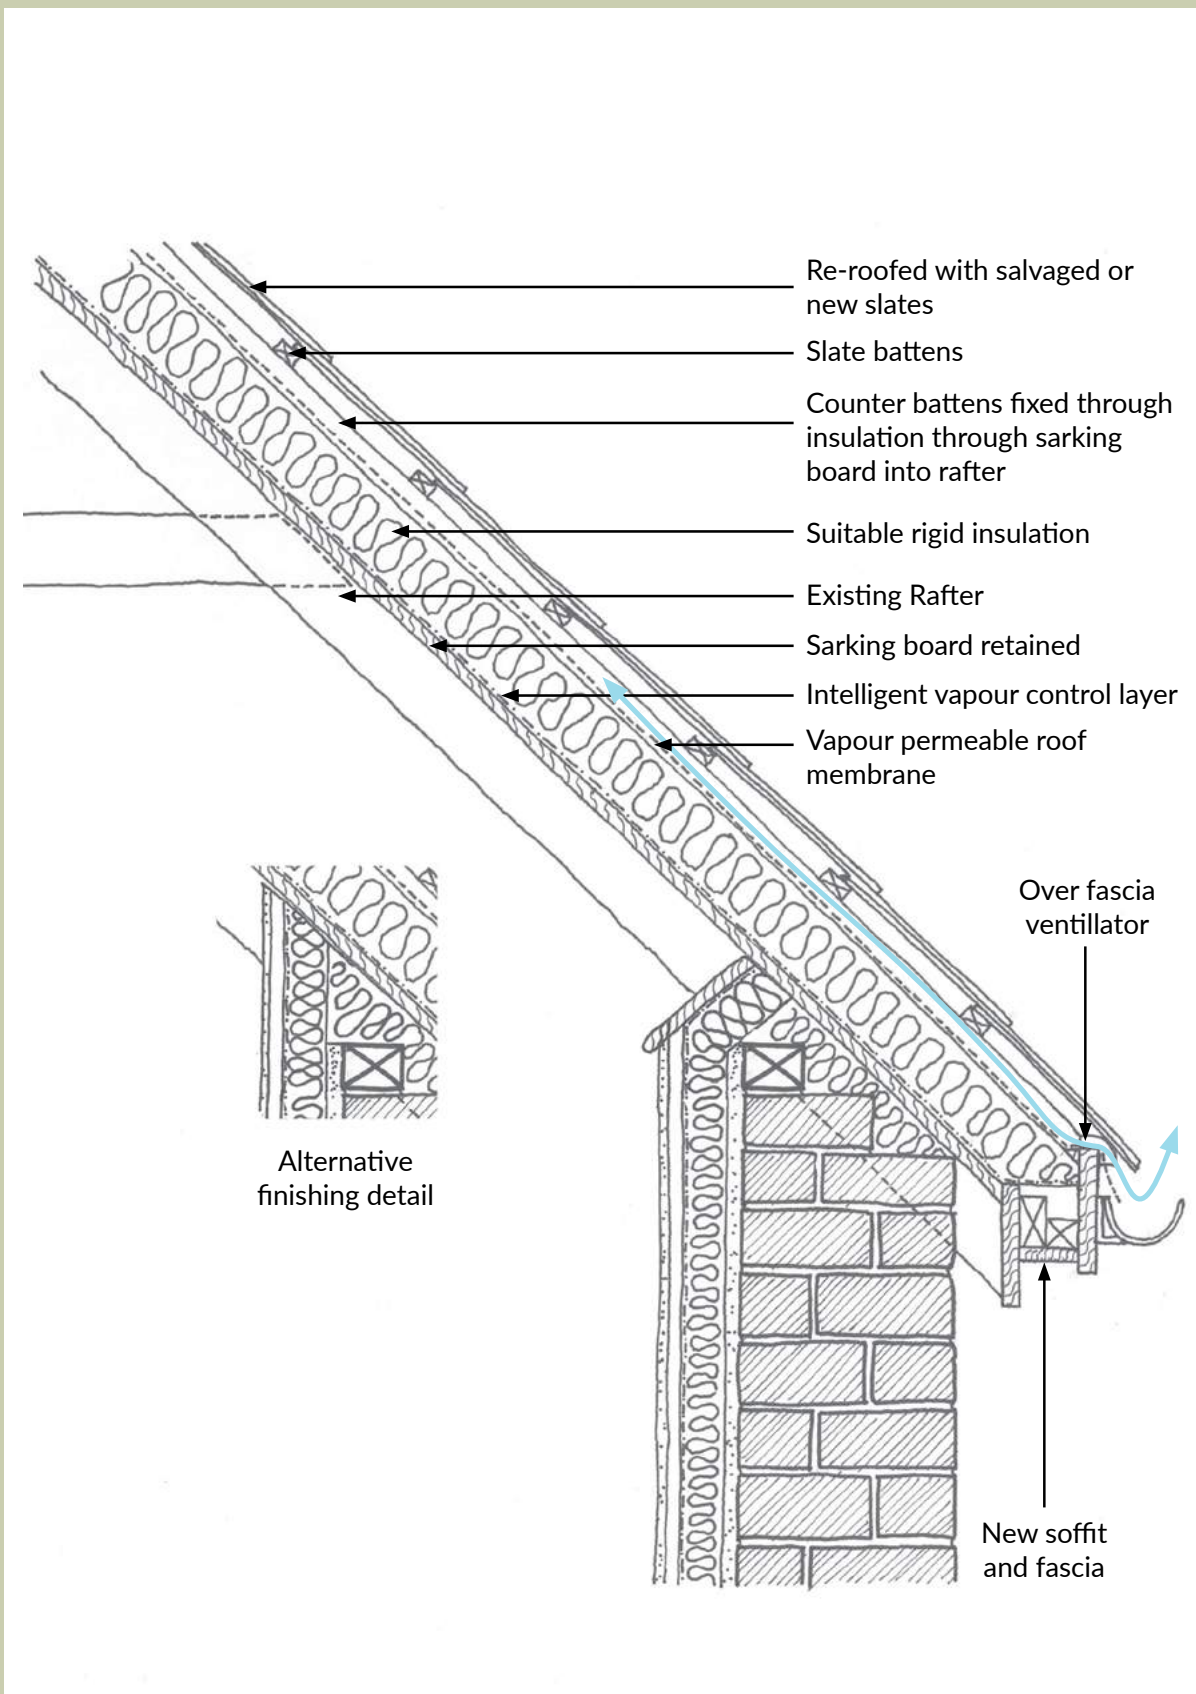 Re-roofed with salvaged or
new slates
Slate battens
Counter battens fixed through
insulation through sarking
board into rafter
Suitable rigid insulation
Existing Rafter
Sarking board retained
Intelligent vapour control layer
Vapour permeable roof
membrane
Over fascia
ventillator
Alternative
finishing detail
New soffit
and fascia